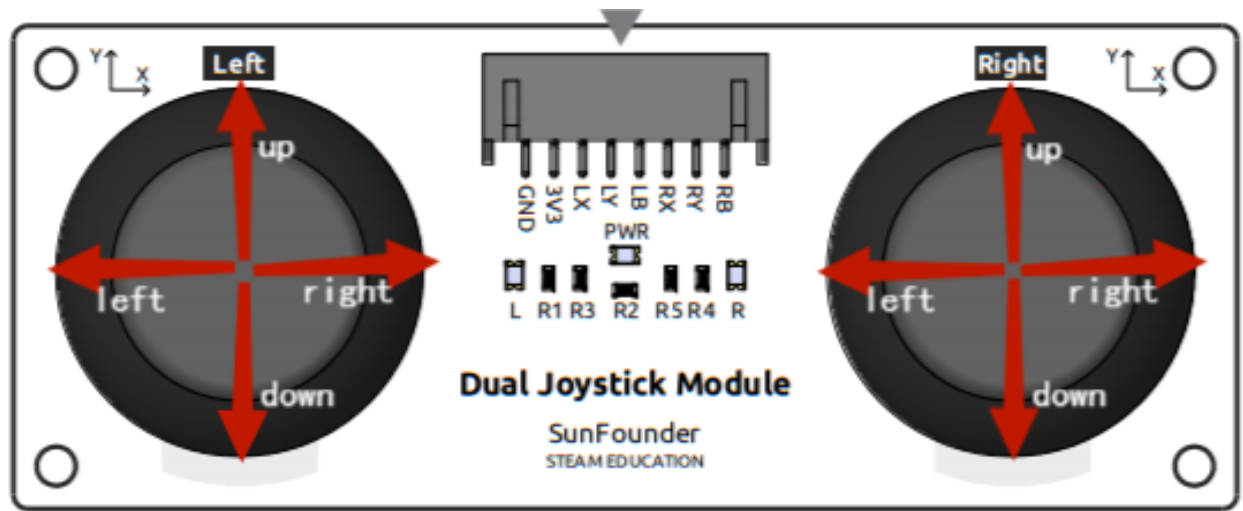 Y
X
Left
up
left
right
down
GND
3V3
LX
LY
LB
RX
RY
RB
PWR
L R1 R3 R2 R5 R4 R
Dual Joystick Module
SunFounder
STEAM EDUCATION
Right
Y
X
up
left
right
down